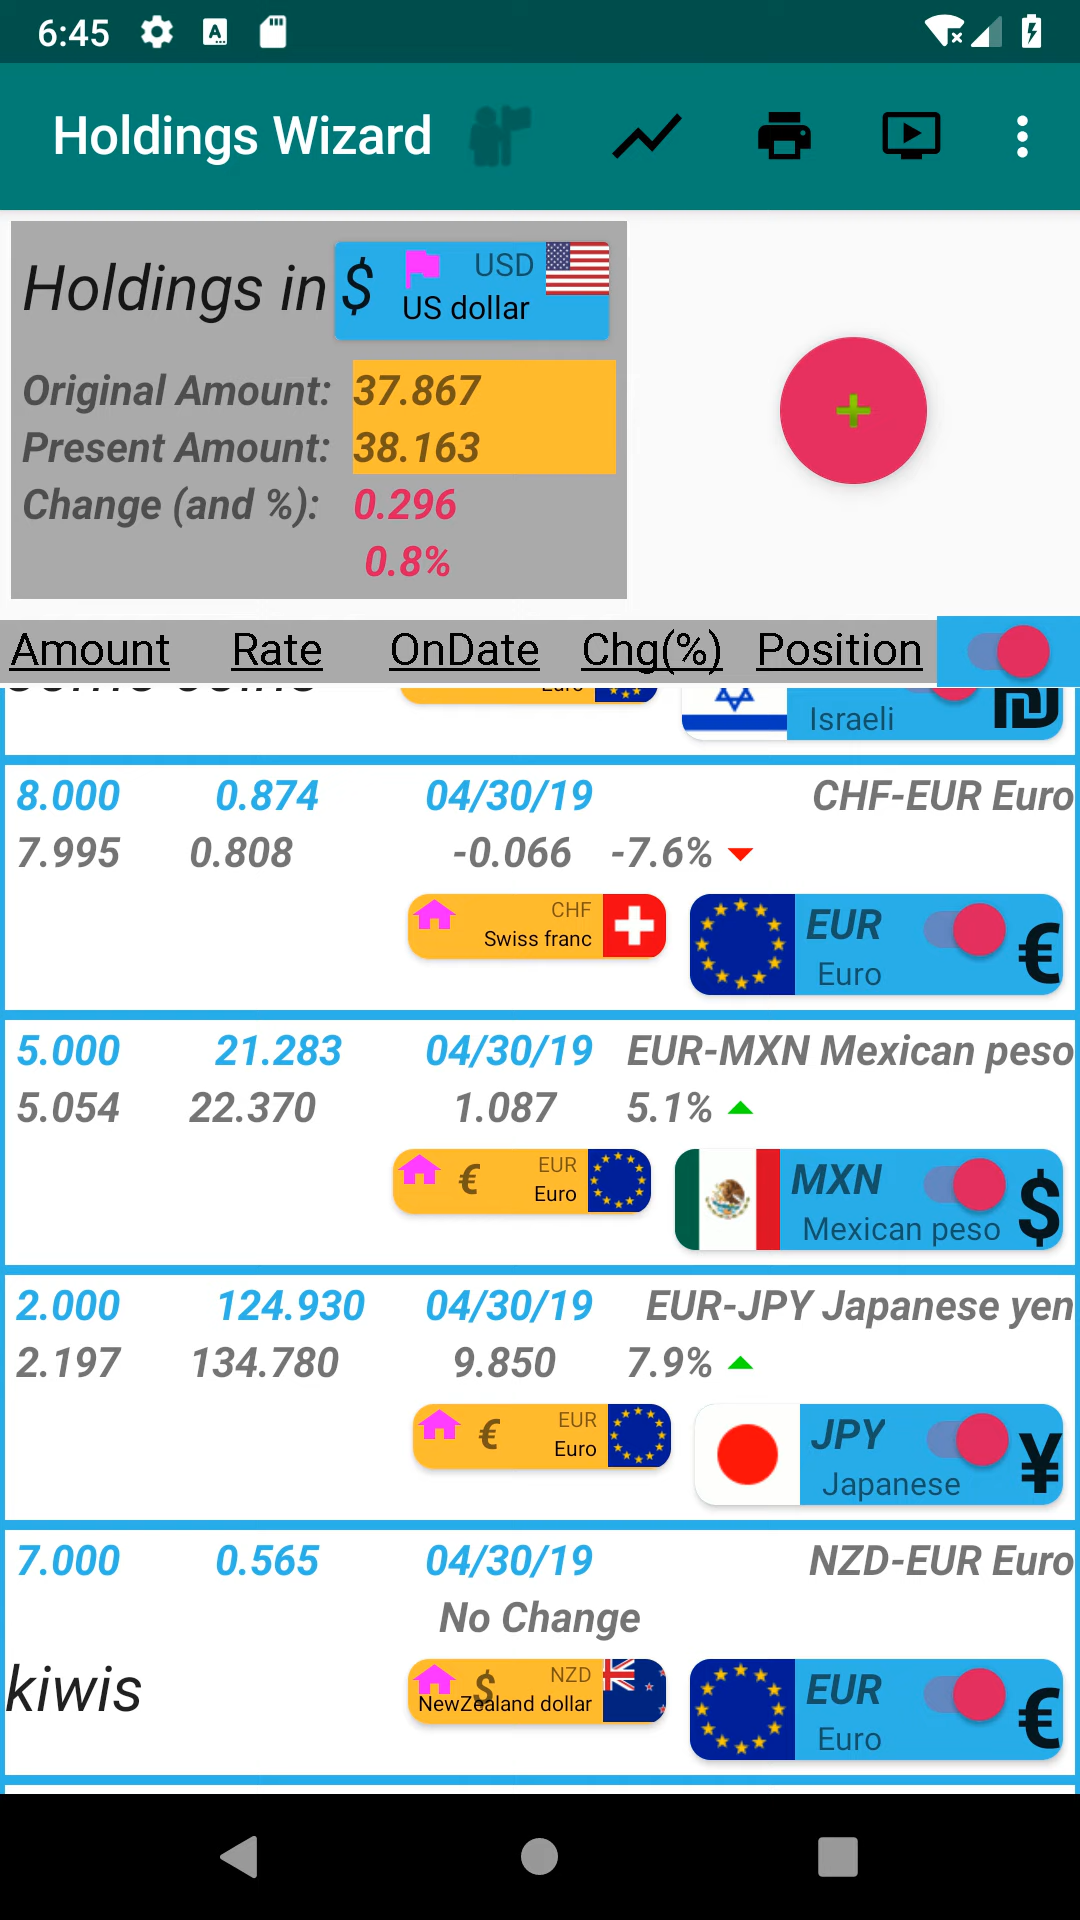 6:45
Holdings Wizard
Holdings in $ USD
US dollar
Original Amount: 37.867
Present Amount: 38.163
Change (and %): 0.296
0.8%
+
Amount Rate OnDate Chg(%) Position
Euro
Israeli ₪
8.000 0.874 04/30/19 CHF-EUR Euro
7.995 0.808 -0.066 -7.6%
CHF
Swiss franc
EUR €
Euro
5.000 21.283 04/30/19 EUR-MXN Mexican peso
5.054 22.370 1.087 5.1%
€ EUR
Euro
MXN $
Mexican peso
2.000 124.930 04/30/19 EUR-JPY Japanese yen
2.197 134.780 9.850 7.9%
€ EUR
Euro
JPY ¥
Japanese
7.000 0.565 04/30/19 NZD-EUR Euro
No Change
kiwis
$ NZD
NewZealand dollar
EUR €
Euro